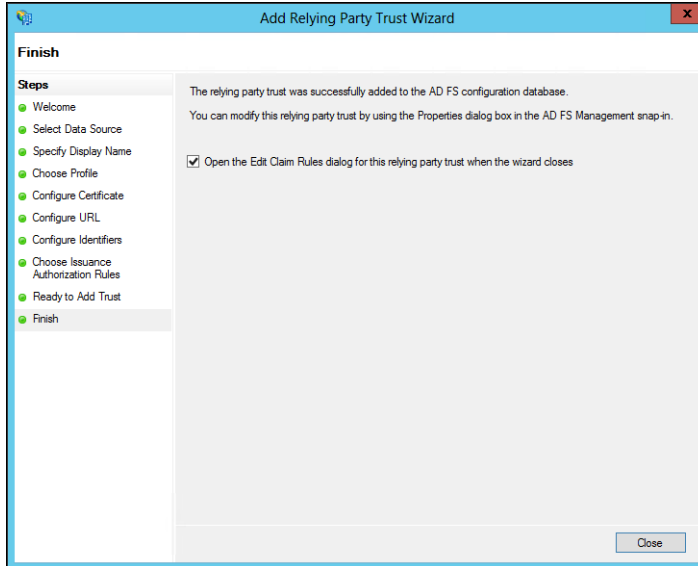 Add Relying Party Trust Wizard
x
Finish
Steps
Welcome
Select Data Source
Specify Display Name
Choose Profile
Configure Certificate
Configure URL
Configure Identifiers
Choose Issuance
Authorization Rules
Ready to Add Trust
Finish
The relying party trust was successfully added to the AD FS configuration database.
You can modify this relying party trust by using the Properties dialog box in the AD FS Management snap-in.
Open the Edit Claim Rules dialog for this relying party trust when the wizard closes
Close